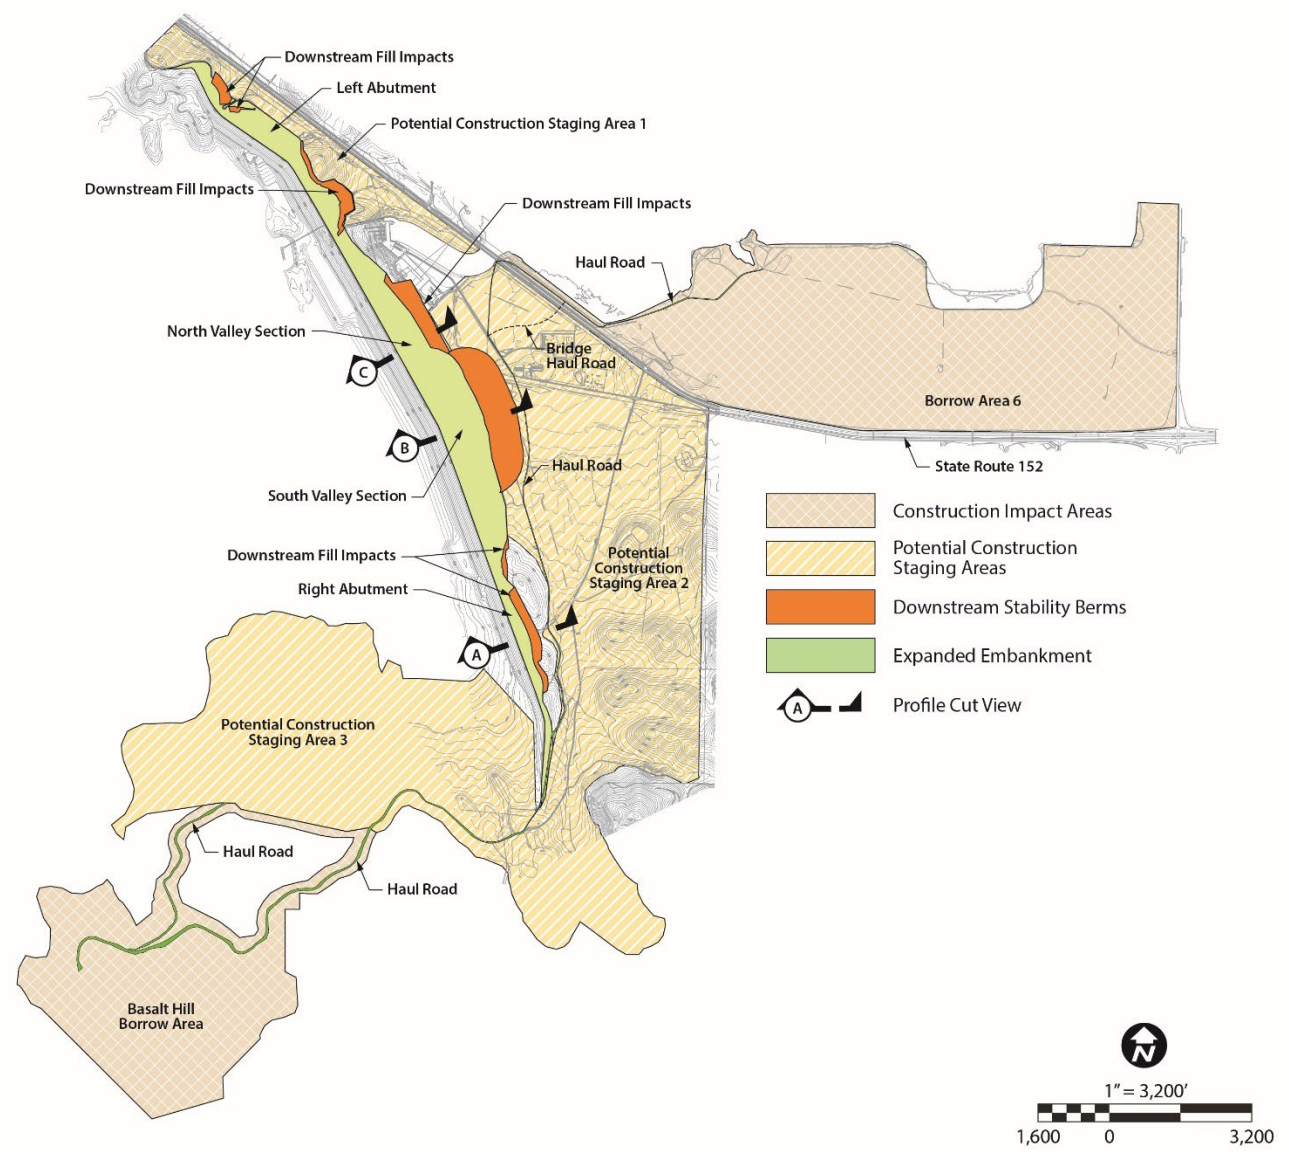 Downstream Fill Impacts
Left Abutment
Potential Construction Staging Area 1
Downstream Fill Impacts
Downstream Fill Impacts
Haul Road
North Valley Section
Bridge
Haul Road
C
Borrow Area 6
B
State Route 152
Haul Road
South Valley Section
Construction Impact Areas
Potential Construction
Staging Areas
Downstream Fill Impacts
Potential
Construction
Staging Area 2
Right Abutment
Downstream Stability Berms
A
Expanded Embankment
A
Profile Cut View
Potential Construction
Staging Area 3
Haul Road
Haul Road
Basalt Hill
Borrow Area
N
1” = 3,200’
1,600 0 3,200